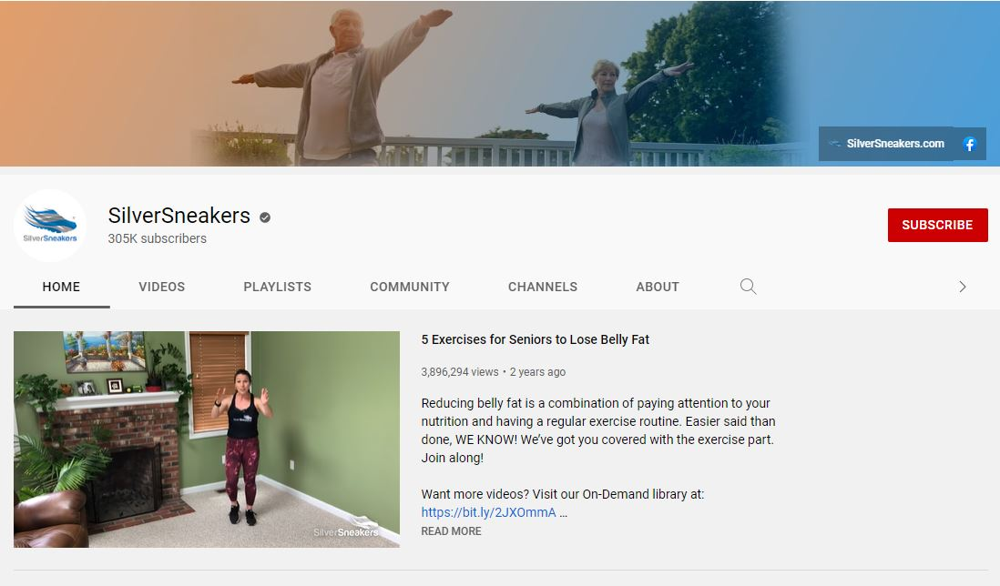 SilverSneakers.com
SilverSneakers
SilverSneakers
305K subscribers
SUBSCRIBE
HOME VIDEOS PLAYLISTS COMMUNITY CHANNELS ABOUT
5 Exercises for Seniors to Lose Belly Fat
3,896,294 views • 2 years ago
Reducing belly fat is a combination of paying attention to your
nutrition and having a regular exercise routine. Easier said than
done, WE KNOW! We’ve got you covered with the exercise part.
Join along!
Want more videos? Visit our On-Demand library at:
https://bit.ly/2JXOmmA ...
READ MORE
SilverSneakers